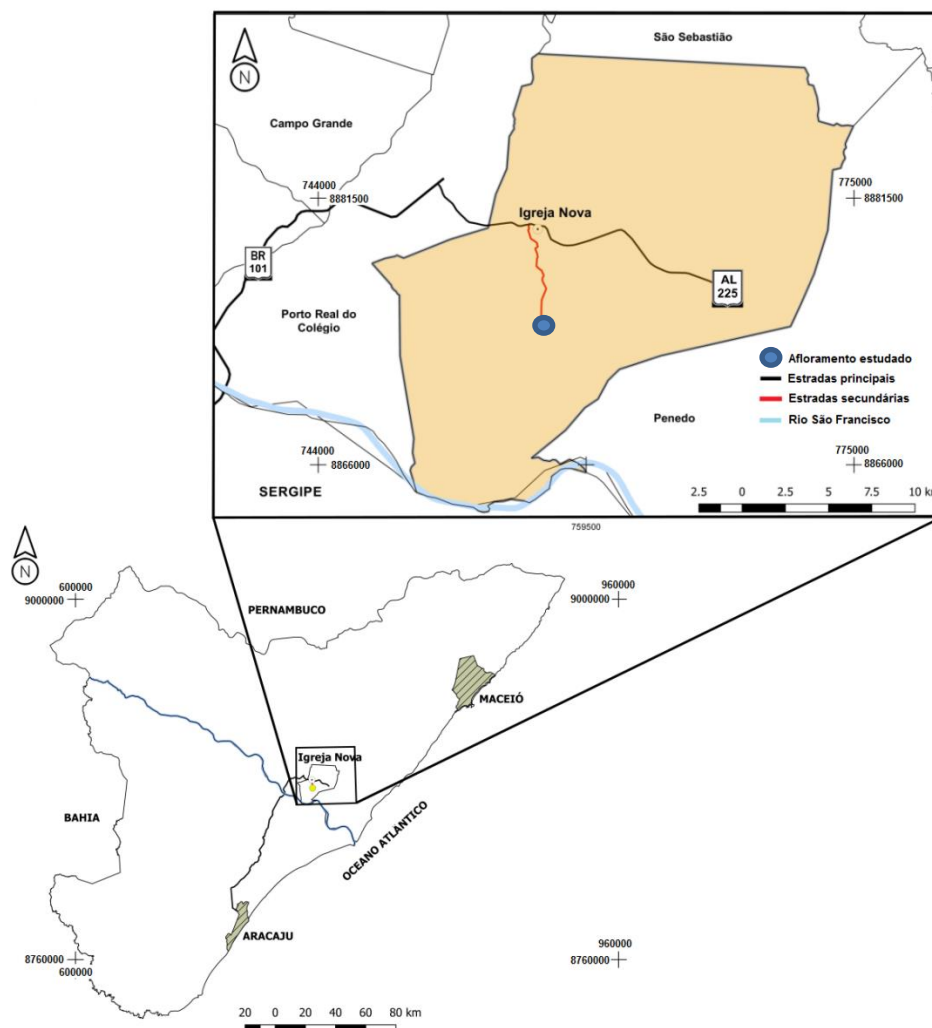 São Sebastião
N
Campo Grande
744000
8881500
775000
8881500
Igreja Nova
BR
101
AL
225
Porto Real do
Colégio
Afloramento estudado
Estradas principais
Estradas secundárias
Rio São Francisco
Penedo
744000
8866000
775000
8866000
SERGIPE
2.5 0 2.5 5 7.5 10 km
759500
N
600000
9000000
960000
9000000
PERNAMBUCO
MACEIÓ
Igreja Nova
BAHIA
OCEANO ATLANTICO
ARACAJU
8760000
600000
960000
8760000
20 0 20 40 60 80 km